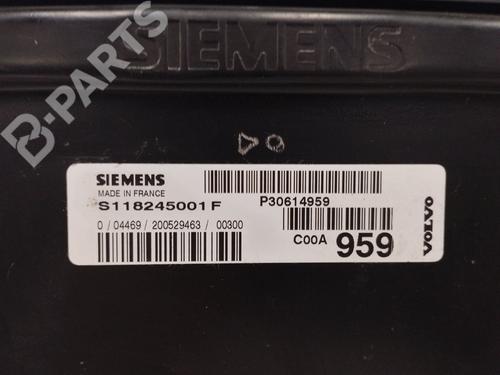 SIEMENS
B-PARTS
SIEMENS
MADE IN FRANCE
S118245001 F
0 / 04469 / 200529463 / 00300
P30614959
C00A 959
VOLVO